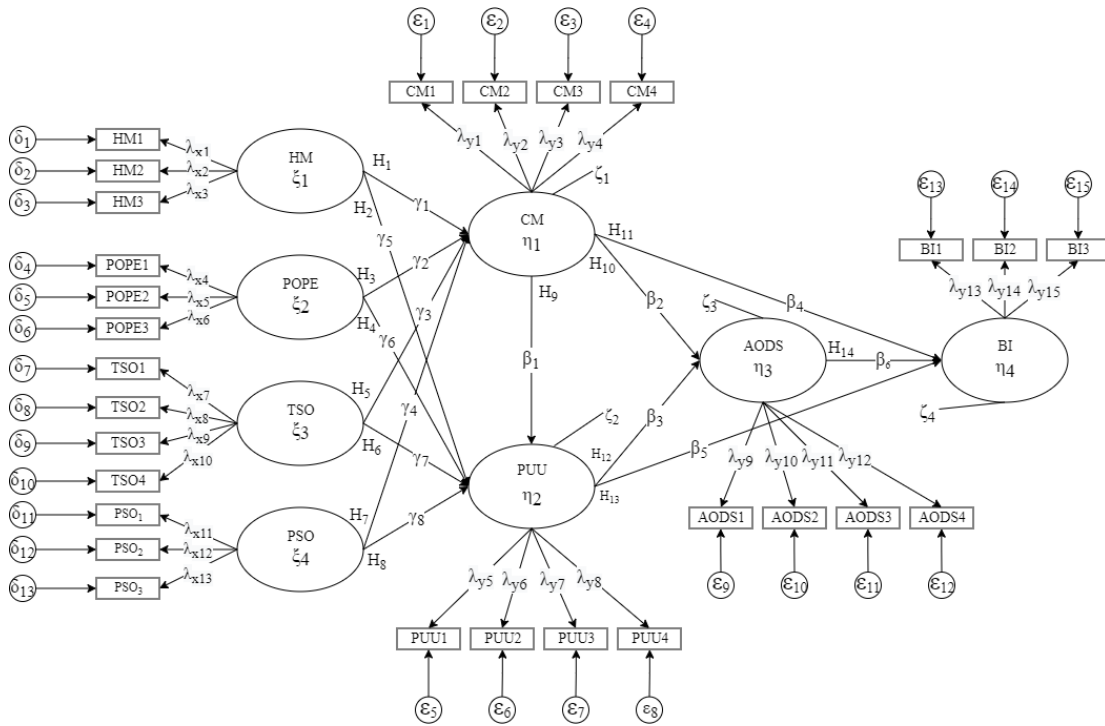 ε1 ε2 ε3 ε4
CM1 CM2 CM3 CM4
λy1 λy2 λy3 λy4
δ1 HM1 λx1
δ2 HM2 λx2
δ3 HM3 λx3
HM
ξ1
H1
H2
γ1
γ5
ζ1
CM
η1
H11
H10
H9
ε13 ε14 ε15
BI1 BI2 BI3
λy13 λy14 λy15
δ4 POPE1 λx4
δ5 POPE2 λx5
δ6 POPE3 λx6
POPE
ξ2
H3
H4
γ2
γ3
γ6
β1
β2
ζ3
β4
AODS
η3
H14
β6
BI
η4
ζ4
δ7 TSO1 λx7
δ8 TSO2 λx8
δ9 TSO3 λx9
δ10 TSO4 λx10
TSO
ξ3
H5
H6
γ4
γ7
ζ2
β3
β5
H12
H13
PUU
η2
λy9 λy10 λy11 λy12
AODS1 AODS2 AODS3 AODS4
ε9 ε10 ε11 ε12
δ11 PSO1 λx11
δ12 PSO2 λx12
δ13 PSO3 λx13
PSO
ξ4
H7
H8
γ8
λy5 λy6 λy7 λy8
PUU1 PUU2 PUU3 PUU4
ε5 ε6 ε7 ε8